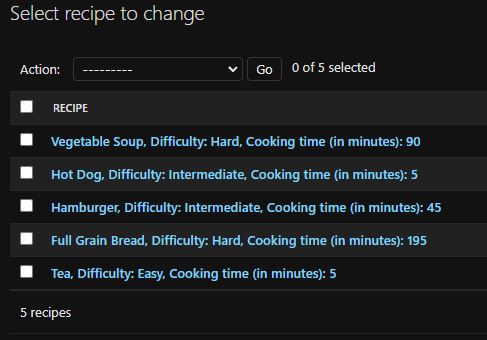 Select recipe to change
Action: --------- Go 0 of 5 selected
RECIPE
Vegetable Soup, Difficulty: Hard, Cooking time (in minutes): 90
Hot Dog, Difficulty: Intermediate, Cooking time (in minutes): 5
Hamburger, Difficulty: Intermediate, Cooking time (in minutes): 45
Full Grain Bread, Difficulty: Hard, Cooking time (in minutes): 195
Tea, Difficulty: Easy, Cooking time (in minutes): 5
5 recipes